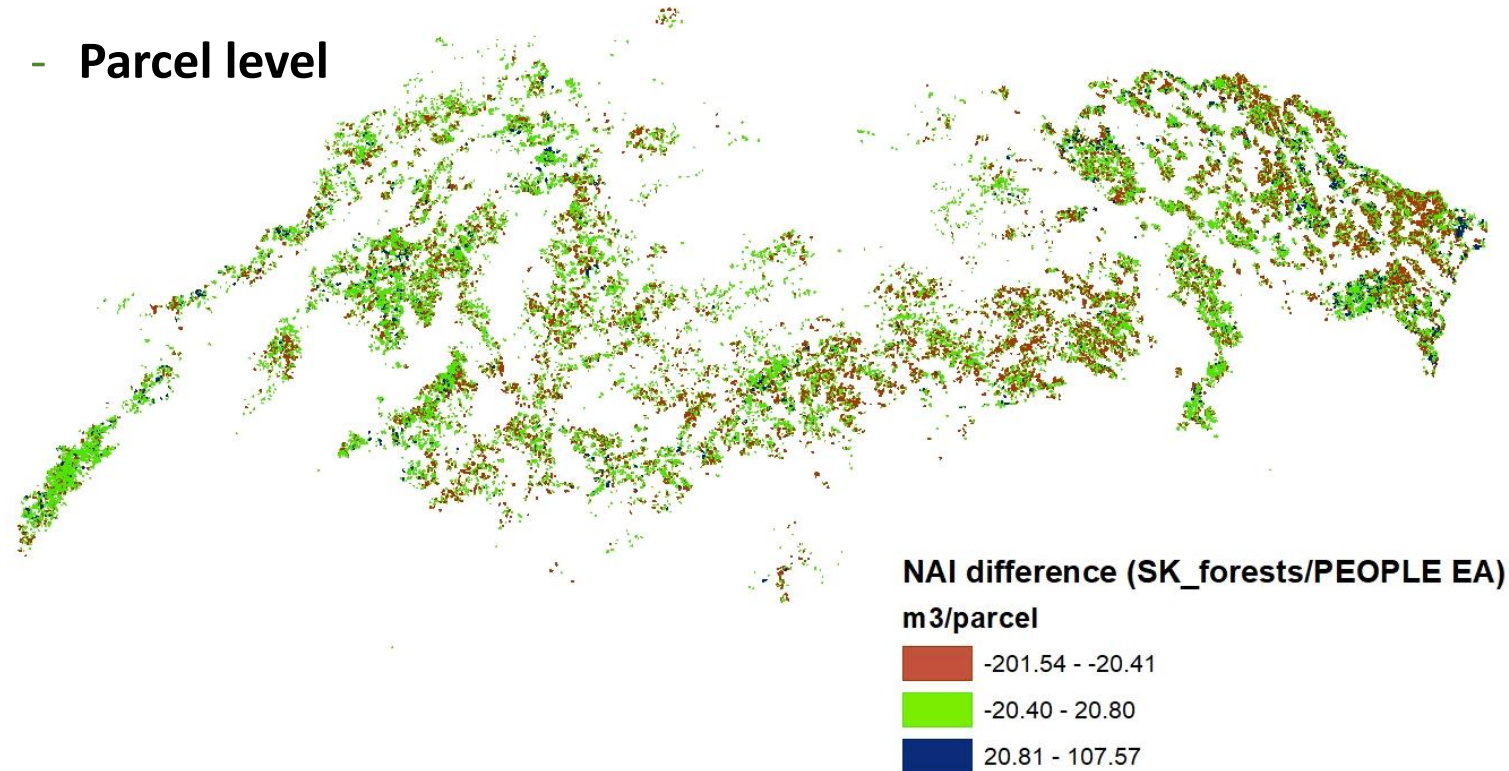 - Parcel level
NAI difference (SK_forests/PEOPLE EA)
m3/parcel
-201.54 - -20.41
-20.40 - 20.80
20.81 - 107.57